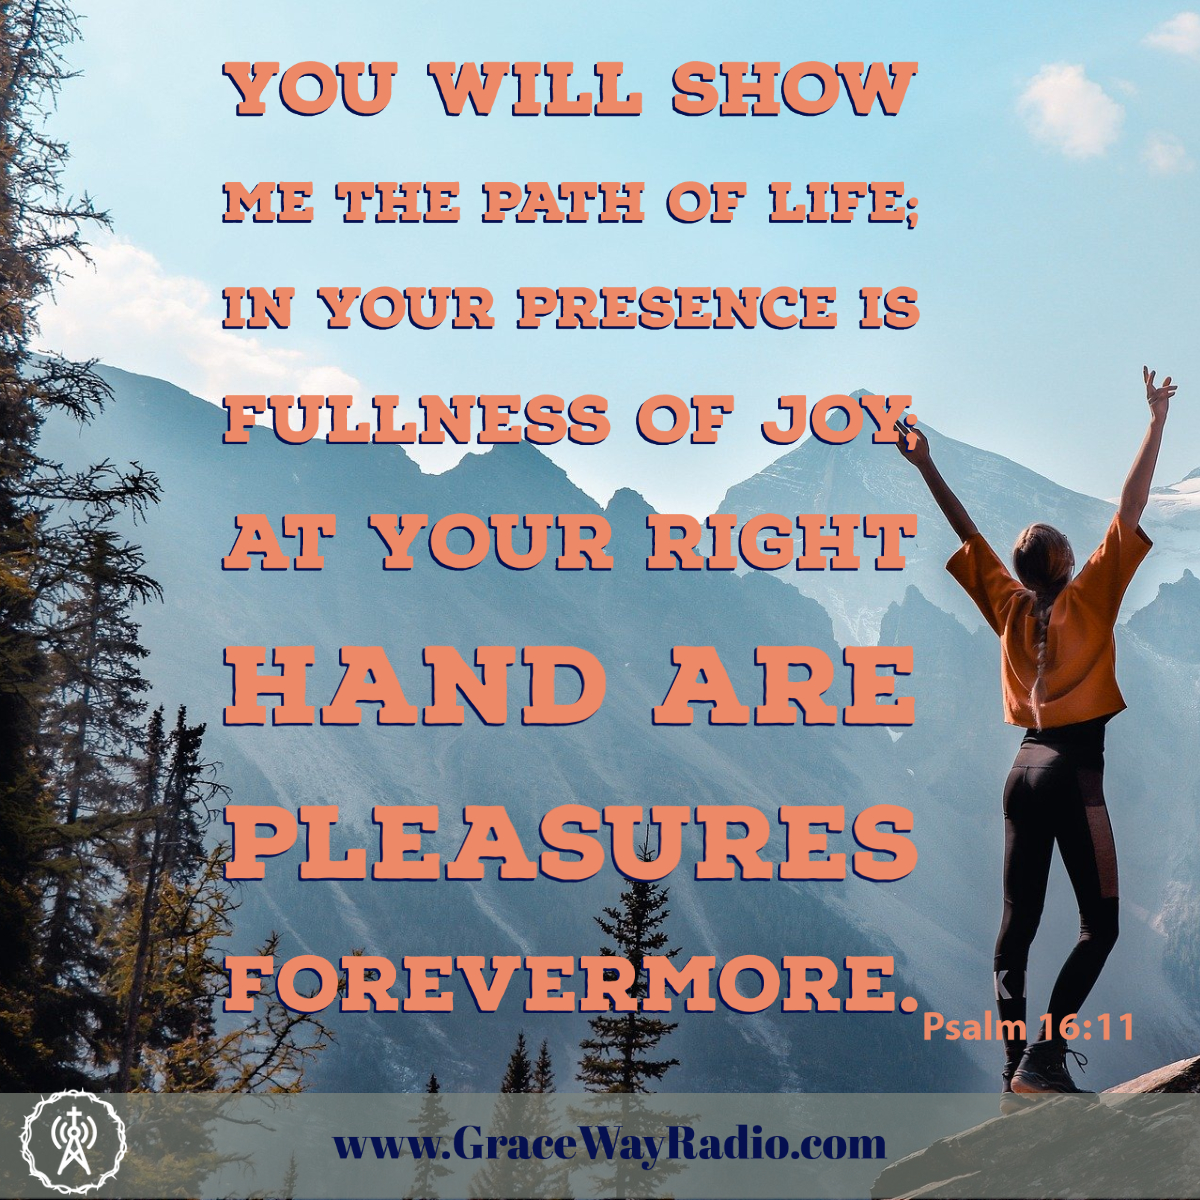 YOU WILL SHOW
ME THE PATH OF LIFE;
IN YOUR PRESENCE IS
FULLNESS OF JOY;
AT YOUR RIGHT
HAND ARE
PLEASURES
FOREVERMORE.
Psalm 16:11
www.GraceWayRadio.com